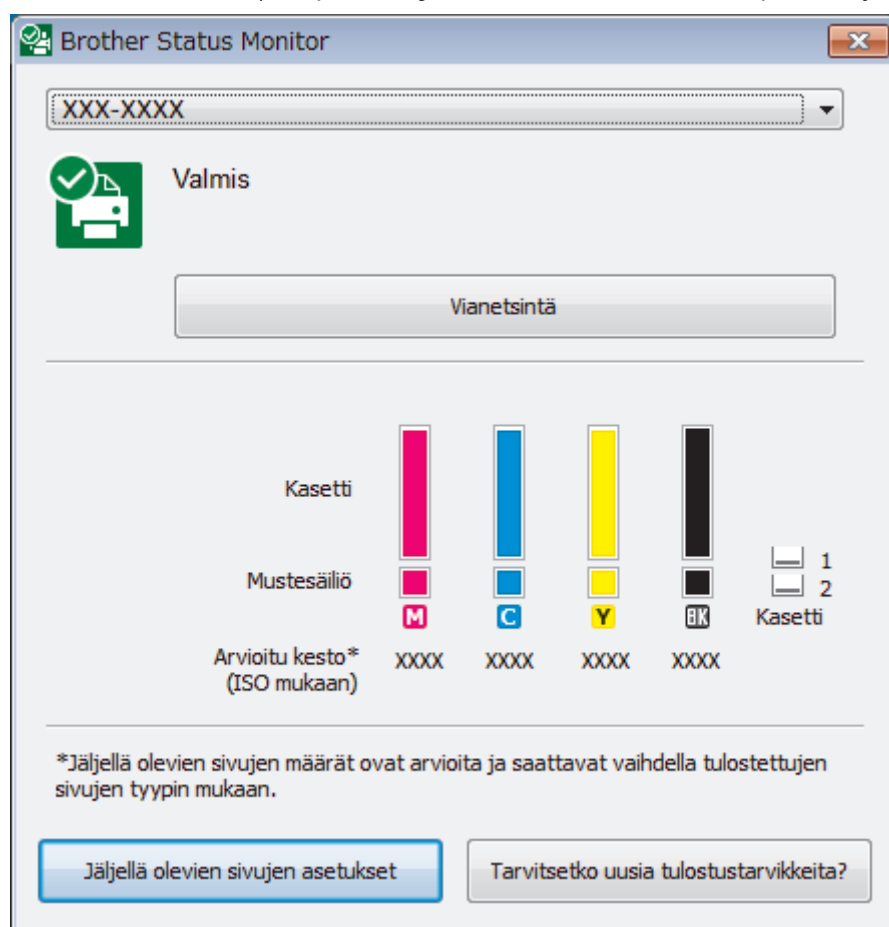 Brother Status Monitor
XXX-XXXX
Valmis
Vianetsintä
Kasetti
1
Mustesäiliö
2
M C Y BK Kasetti
Arvioitu kesto* XXXX XXXX XXXX XXXX
(ISO mukaan)
*Jäljellä olevien sivujen määrät ovat arvioita ja saattavat vaihdella tulostettujen
sivujen tyypin mukaan.
Jäljellä olevien sivujen asetukset
Tarvitsetko uusia tulostustarvikkeita?